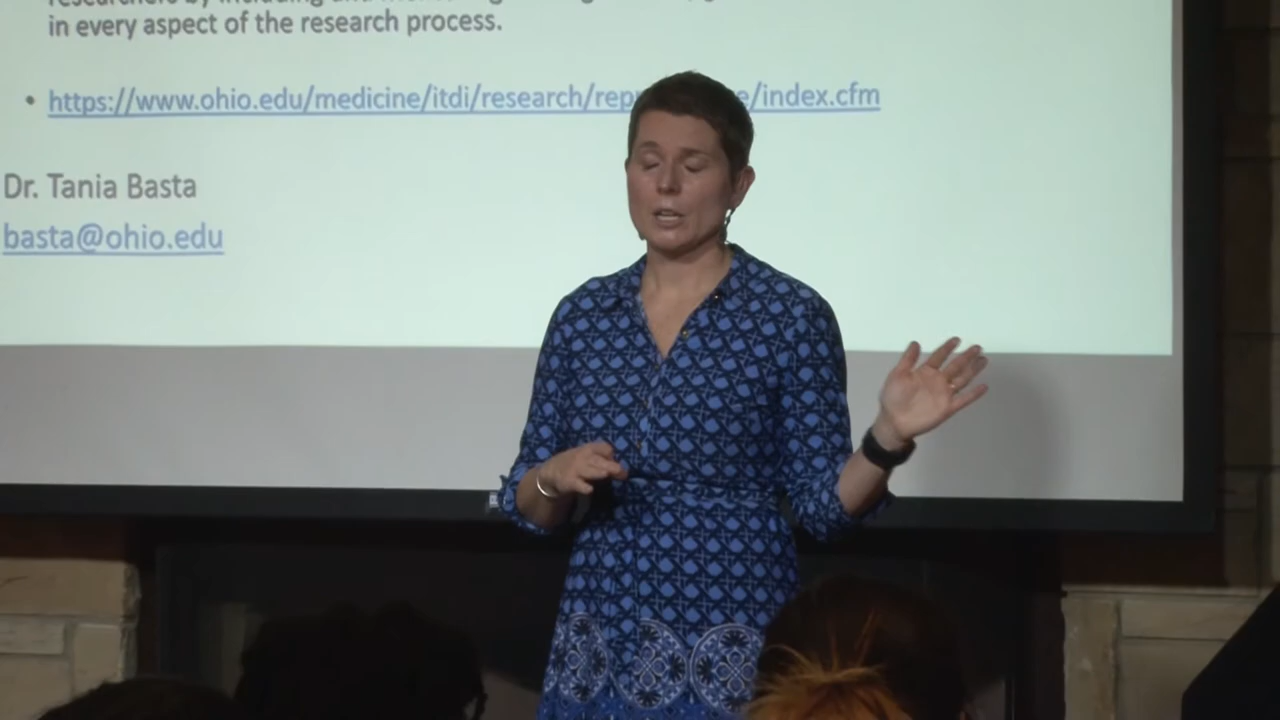 in every aspect of the research process.
• https://www.ohio.edu/medicine/itdi/research/rep e/index.cfm
Dr. Tania Basta
basta@ohio.edu